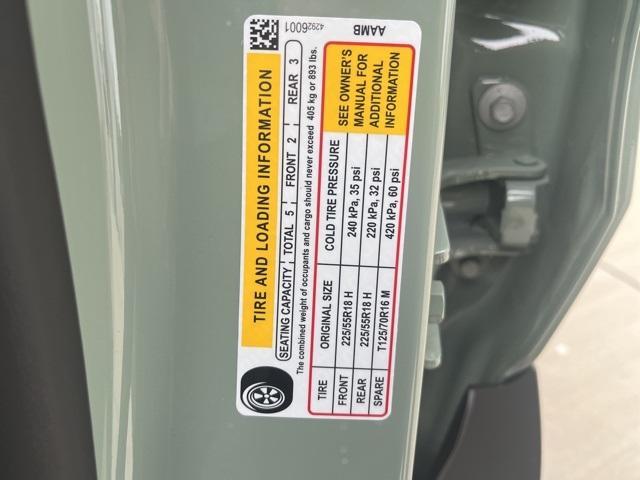 42926001
AAMB
TIRE AND LOADING INFORMATION
SEATING CAPACITY TOTAL 5 FRONT 2 REAR 3
The combined weight of occupants and cargo should never exceed 405 kg or 893 lbs.
TIRE ORIGINAL SIZE COLD TIRE PRESSURE
FRONT 225/55R18 H 240 kPa, 35 psi
REAR 225/55R18 H 220 kPa, 32 psi
SPARE T125/70R16 M 420 kPa, 60 psi
SEE OWNER'S
MANUAL FOR
ADDITIONAL
INFORMATION